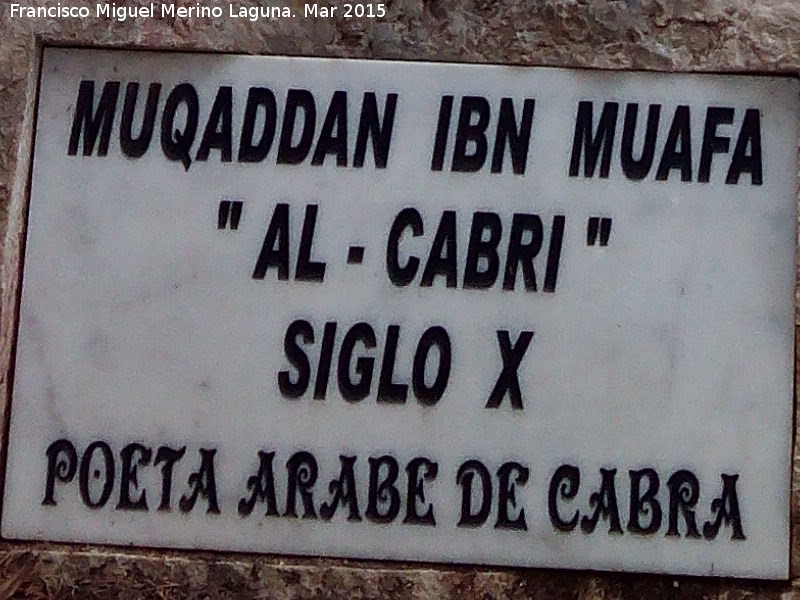 Francisco Miguel Merino Laguna. Mar 2015
MUQADDAN IBN MUAFA
" AL - CABRI "
SIGLO X
POETA ARABE DE CABRA